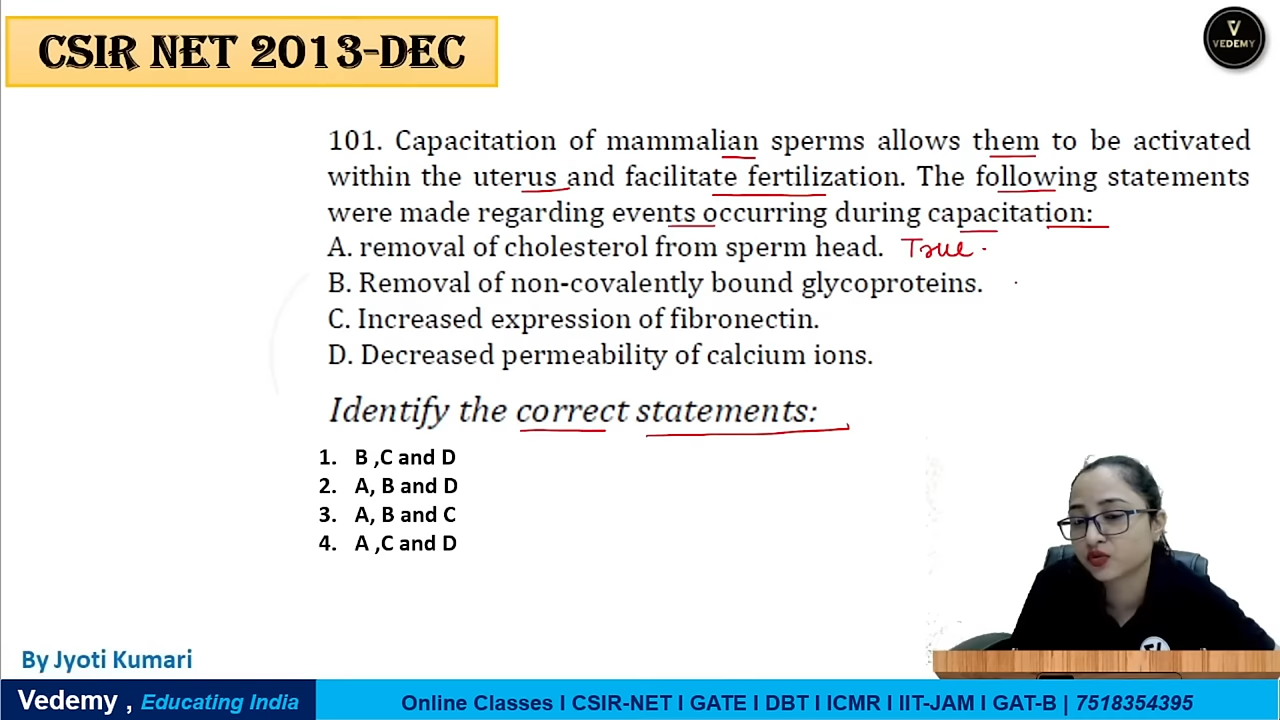 CSIR NET 2013-DEC
V
VEDEMY
101. Capacitation of mammalian sperms allows them to be activated
within the uterus and facilitate fertilization. The following statements
were made regarding events occurring during capacitation:
A. removal of cholesterol from sperm head. True.
B. Removal of non-covalently bound glycoproteins.
C. Increased expression of fibronectin.
D. Decreased permeability of calcium ions.
Identify the correct statements:
1. B ,C and D
2. A, B and D
3. A, B and C
4. A ,C and D
By Jyoti Kumari
Vedemy , Educating India
Online Classes I CSIR-NET I GATE I DBT I ICMR I IIT-JAM I GAT-B | 7518354395